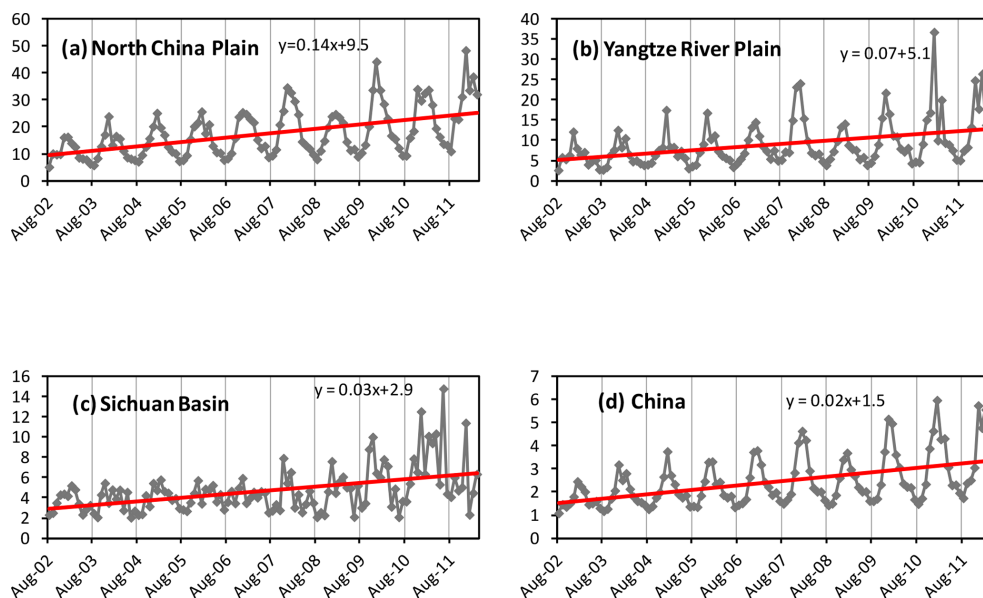 (a) North China Plain
y=0.14x+9.5
60
50
40
30
20
10
0
Aug-02
Aug-03
Aug-04
Aug-05
Aug-06
Aug-07
Aug-08
Aug-09
Aug-10
Aug-11
(b) Yangtze River Plain
y = 0.07+5.1
40
35
30
25
20
15
10
5
0
Aug-02
Aug-03
Aug-04
Aug-05
Aug-06
Aug-07
Aug-08
Aug-09
Aug-10
Aug-11
(c) Sichuan Basin
y = 0.03x+2.9
16
14
12
10
8
6
4
2
0
Aug-02
Aug-03
Aug-04
Aug-05
Aug-06
Aug-07
Aug-08
Aug-09
Aug-10
Aug-11
(d) China
y = 0.02x+1.5
7
6
5
4
3
2
1
0
Aug-02
Aug-03
Aug-04
Aug-05
Aug-06
Aug-07
Aug-08
Aug-09
Aug-10
Aug-11